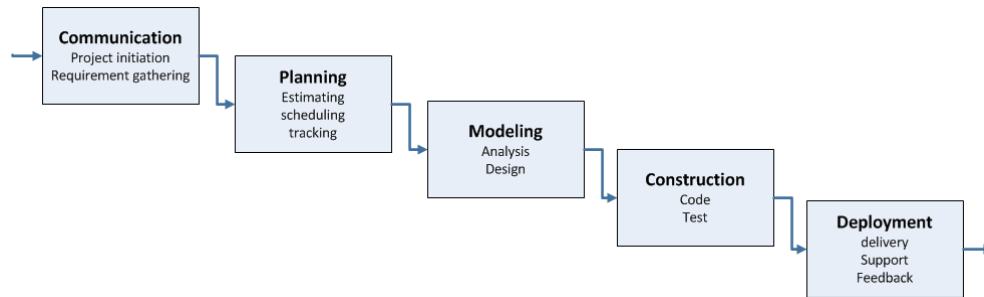 Communication
Project initiation
Requirement gathering
Planning
Estimating
scheduling
tracking
Modeling
Analysis
Design
Construction
Code
Test
Deployment
delivery
Support
Feedback